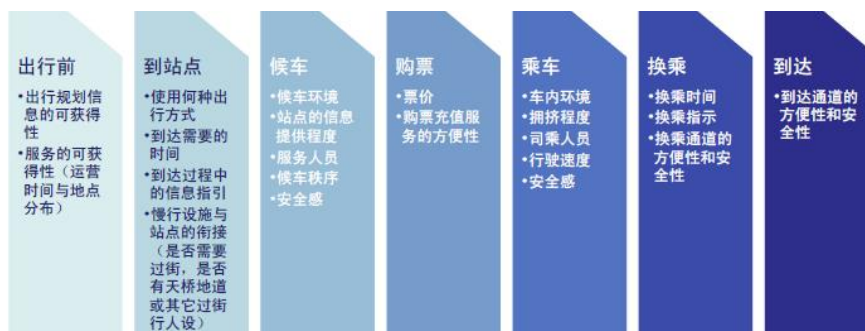 出行前
•出行规划信
息的可获得
性
•服务的可获
得性（运营
时间与地点
分布）
到站点
•使用何种出
行方式
•到达需要的
时间
•到达过程中
的信息指引
•慢行设施与
站点的衔接
（是否需要
过街，是否
有天桥地道
或其它过街
行人设）
候车
•候车环境
•站点的信息
提供程度
•服务人员
•候车秩序
•安全感
购票
•票价
•购票充值服
务的方便性
乘车
•车内环境
•拥挤程度
•司乘人员
•行驶速度
•安全感
换乘
•换乘时间
•换乘指示
•换乘通道的
方便性和安
全性
到达
•到达通道的
方便性和安
全性